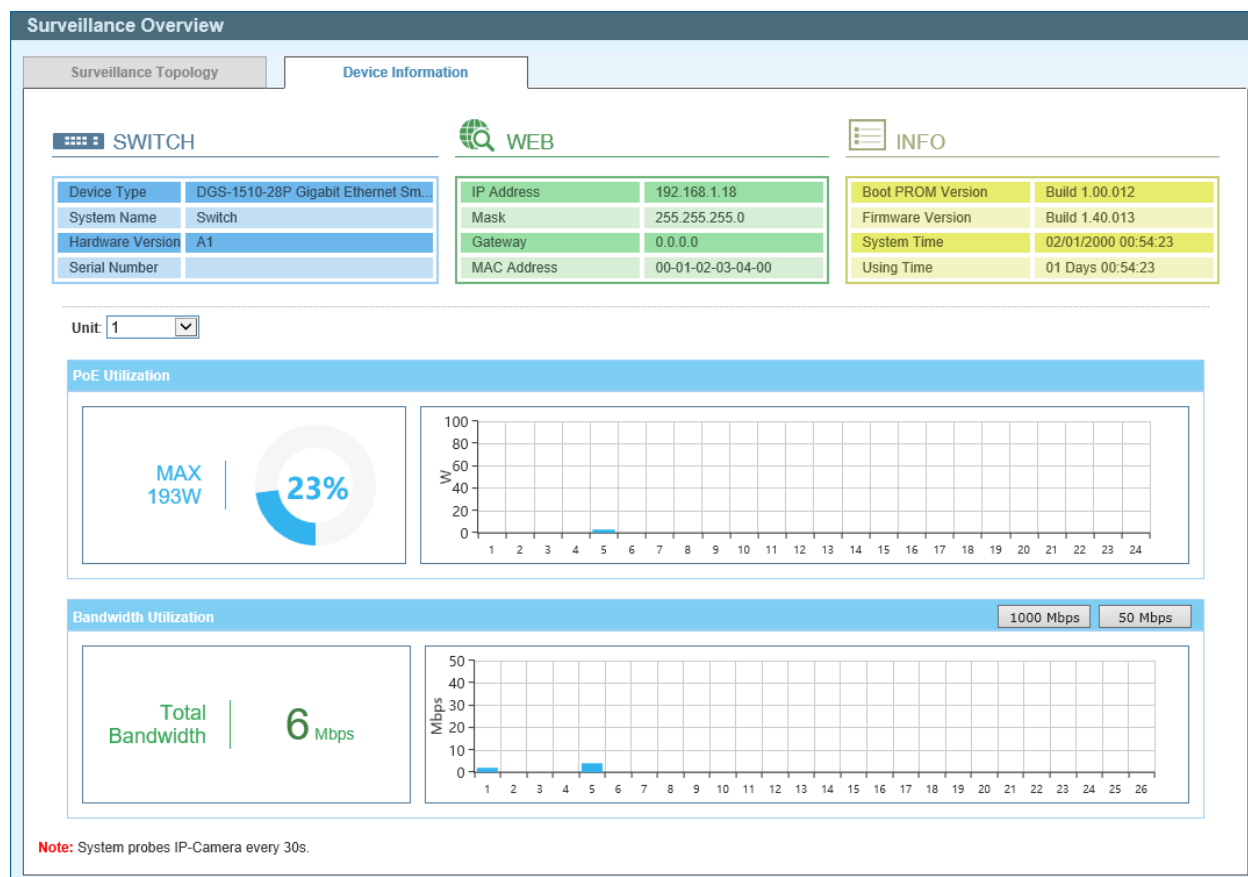 Surveillance Overview
Surveillance Topology Device Information
SWITCH
Device Type DGS-1510-28P Gigabit Ethernet Sm...
System Name Switch
Hardware Version A1
Serial Number
WEB
IP Address 192.168.1.18
Mask 255.255.255.0
Gateway 0.0.0.0
MAC Address 00-01-02-03-04-00
INFO
Boot PROM Version Build 1.00.012
Firmware Version Build 1.40.013
System Time 02/01/2000 00:54:23
Using Time 01 Days 00:54:23
Unit: 1
PoE Utilization
MAX
193W
23%
100
80
60
40
20
0
W
1 2 3 4 5 6 7 8 9 10 11 12 13 14 15 16 17 18 19 20 21 22 23 24
Bandwidth Utilization 1000 Mbps 50 Mbps
Total
Bandwidth
6 Mbps
50
40
30
20
10
0
Mbps
1 2 3 4 5 6 7 8 9 10 11 12 13 14 15 16 17 18 19 20 21 22 23 24 25 26
Note: System probes IP-Camera every 30s.